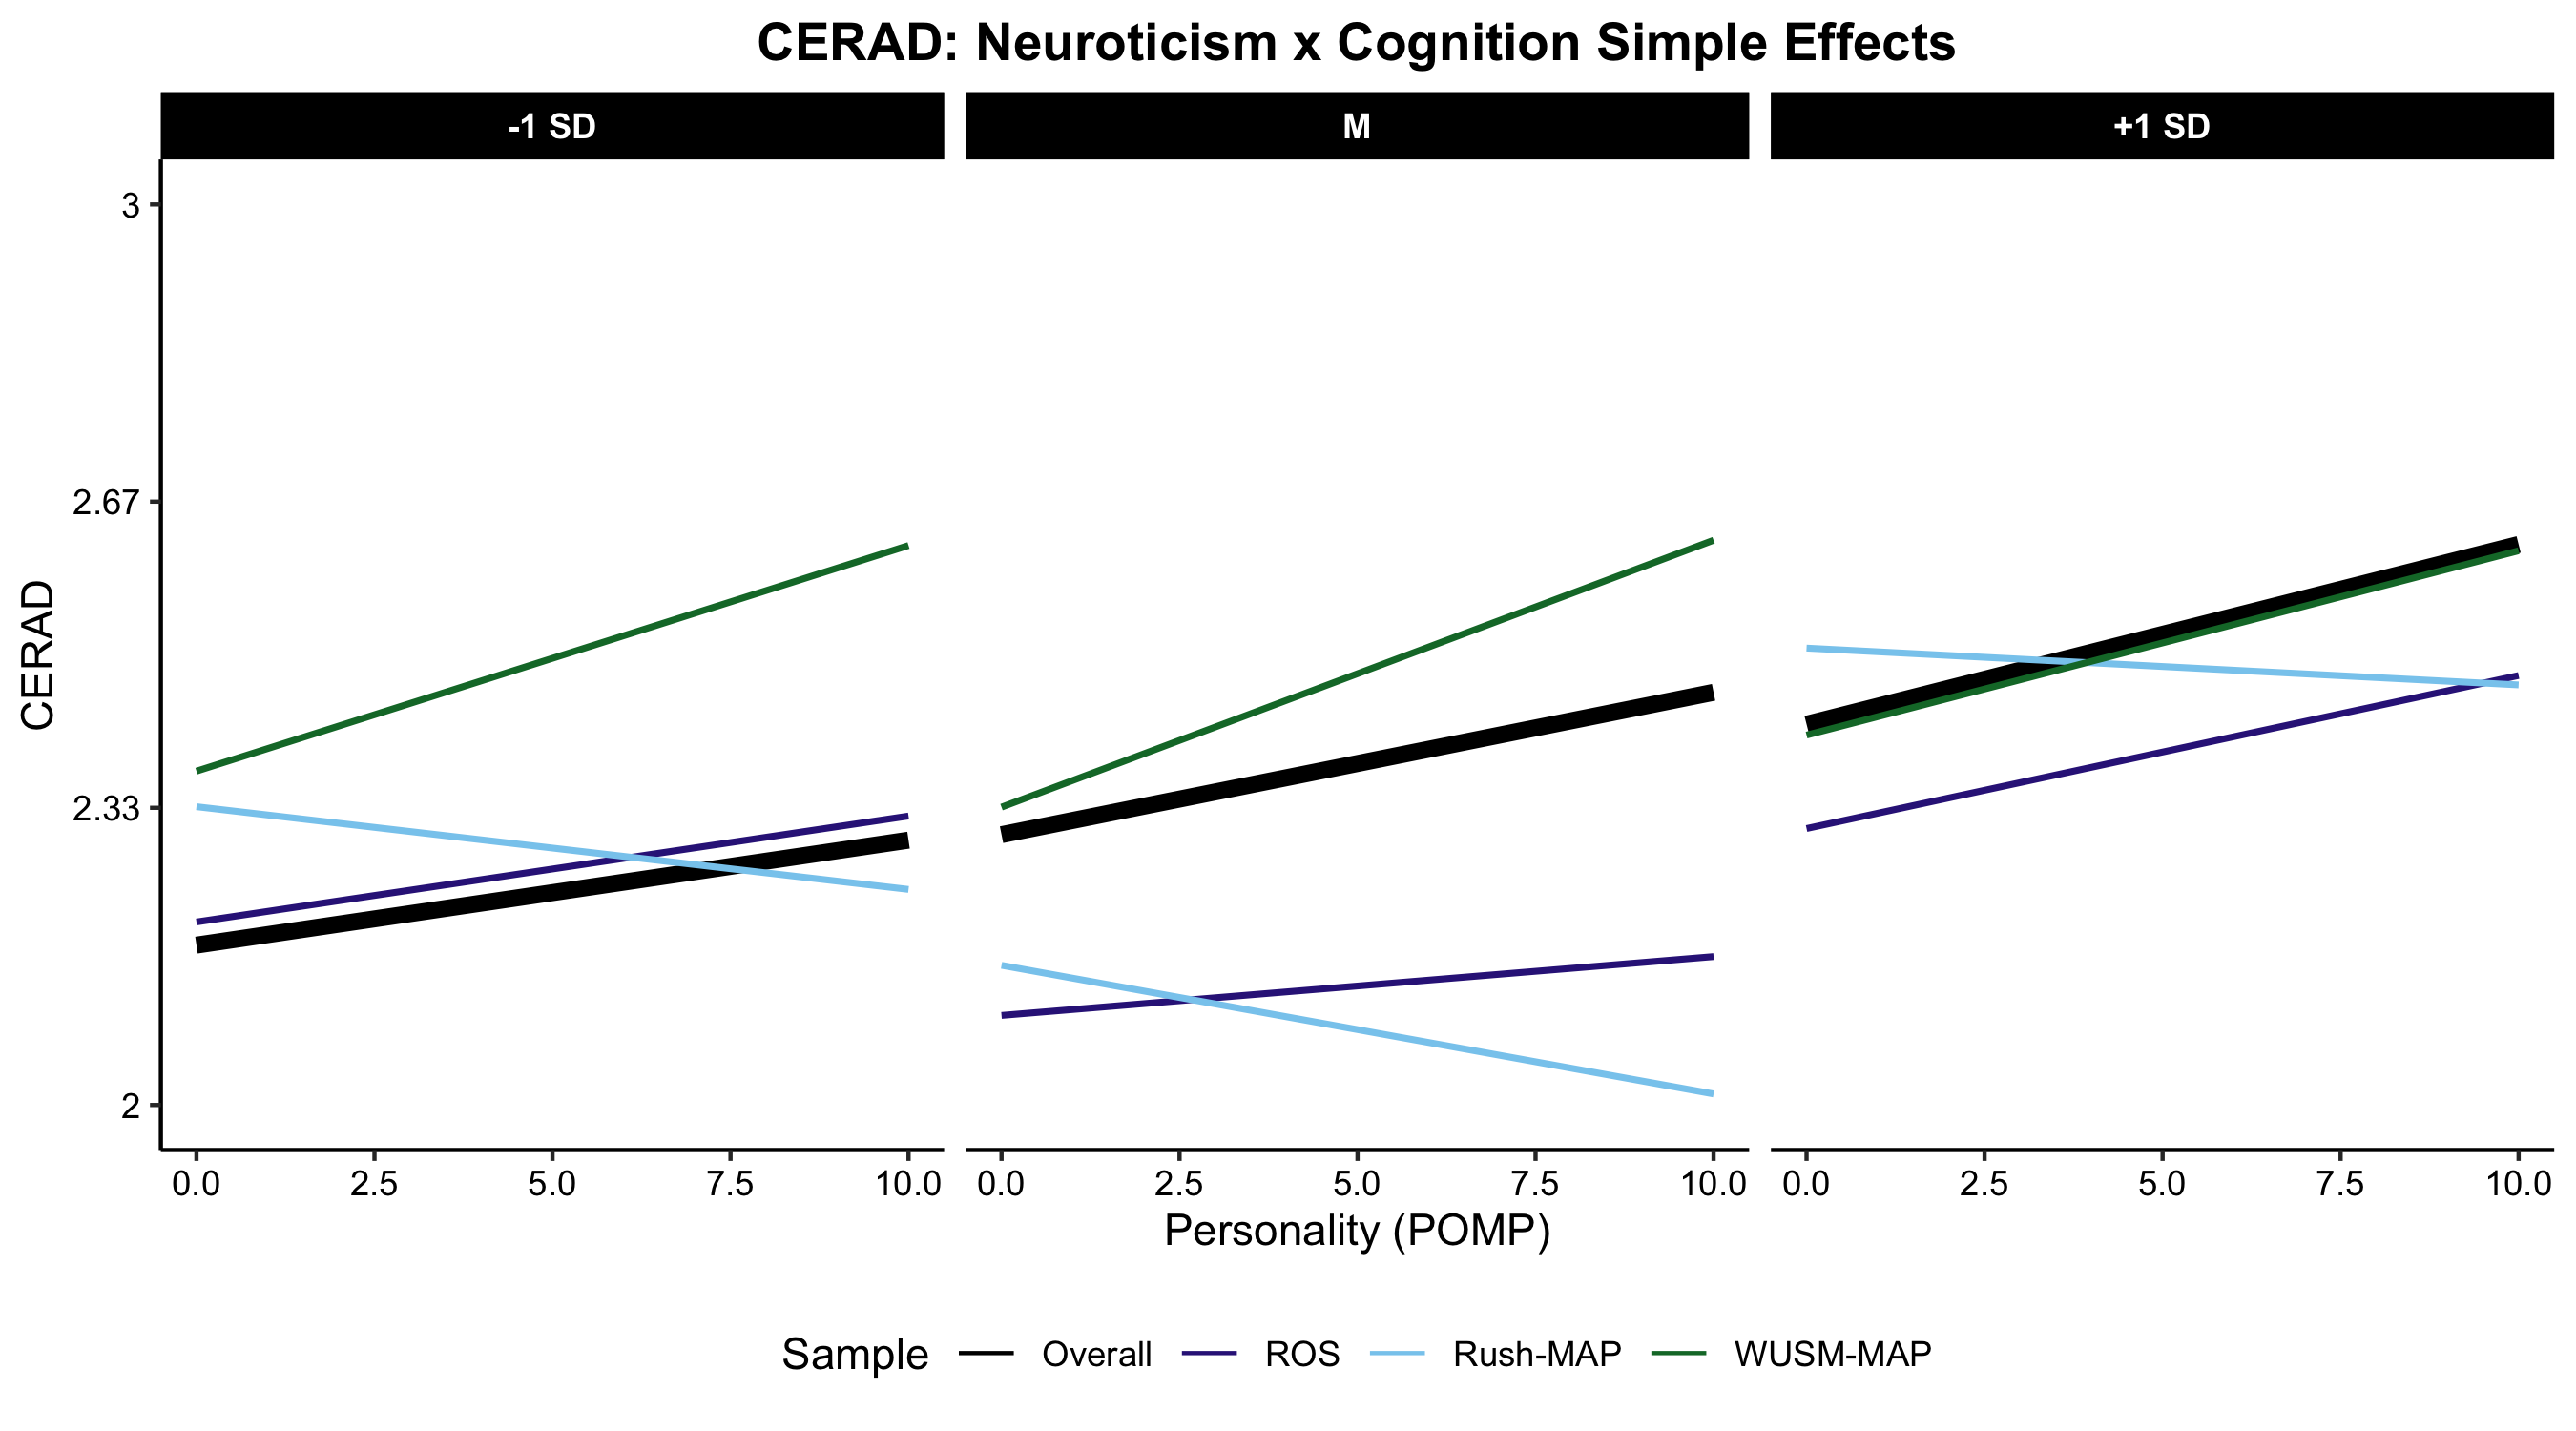 CERAD: Neuroticism x Cognition Simple Effects
-1 SD
M
+1 SD
CERAD
3
2.67
2.33
2
0.0 2.5 5.0 7.5 10.0
0.0 2.5 5.0 7.5 10.0
0.0 2.5 5.0 7.5 10.0
Personality (POMP)
Sample Overall ROS Rush-MAP WUSM-MAP